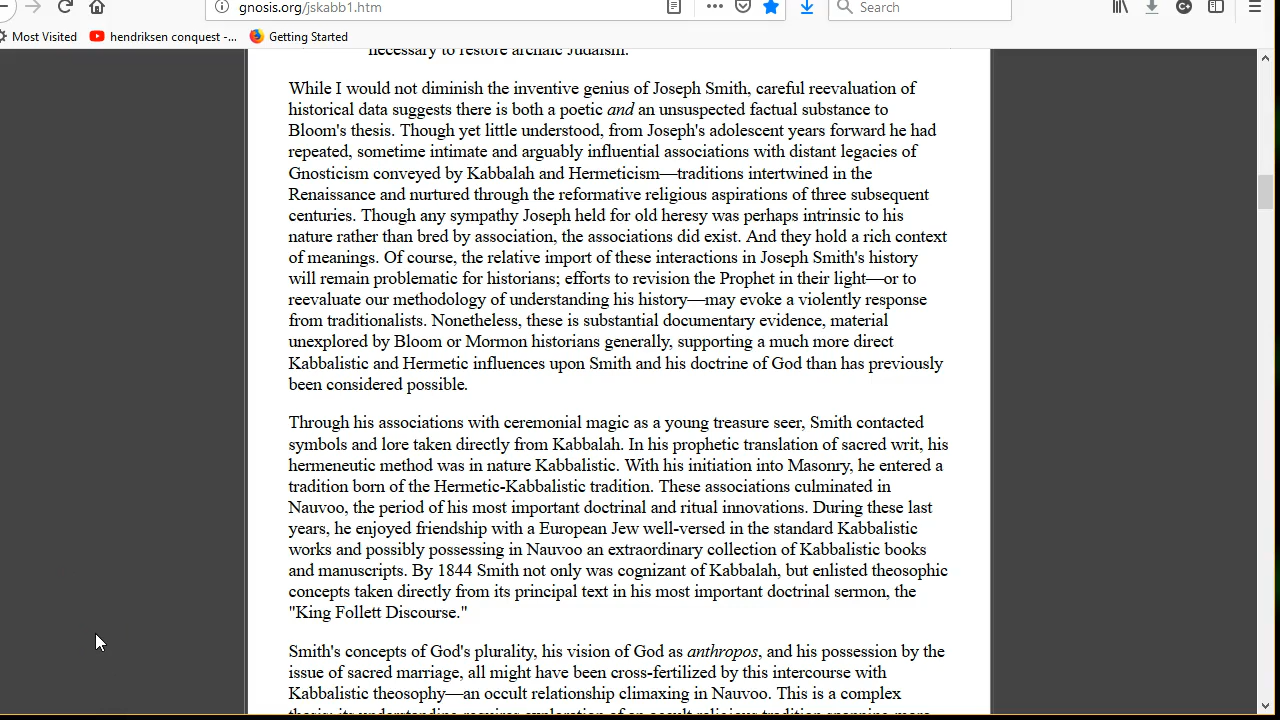 gnosis.org/jskabb1.htm
Search
Most Visited
hendriksen conquest -...
Getting Started
necessary to restore archaic Judaism.
While I would not diminish the inventive genius of Joseph Smith, careful reevaluation of
historical data suggests there is both a poetic and an unsuspected factual substance to
Bloom's thesis. Though yet little understood, from Joseph's adolescent years forward he had
repeated, sometime intimate and arguably influential associations with distant legacies of
Gnosticism conveyed by Kabbalah and Hermeticism—traditions intertwined in the
Renaissance and nurtured through the reformative religious aspirations of three subsequent
centuries. Though any sympathy Joseph held for old heresy was perhaps intrinsic to his
nature rather than bred by association, the associations did exist. And they hold a rich context
of meanings. Of course, the relative import of these interactions in Joseph Smith's history
will remain problematic for historians; efforts to revision the Prophet in their light—or to
reevaluate our methodology of understanding his history—may evoke a violently response
from traditionalists. Nonetheless, these is substantial documentary evidence, material
unexplored by Bloom or Mormon historians generally, supporting a much more direct
Kabbalistic and Hermetic influences upon Smith and his doctrine of God than has previously
been considered possible.
Through his associations with ceremonial magic as a young treasure seer, Smith contacted
symbols and lore taken directly from Kabbalah. In his prophetic translation of sacred writ, his
hermeneutic method was in nature Kabbalistic. With his initiation into Masonry, he entered a
tradition born of the Hermetic-Kabbalistic tradition. These associations culminated in
Nauvoo, the period of his most important doctrinal and ritual innovations. During these last
years, he enjoyed friendship with a European Jew well-versed in the standard Kabbalistic
works and possibly possessing in Nauvoo an extraordinary collection of Kabbalistic books
and manuscripts. By 1844 Smith not only was cognizant of Kabbalah, but enlisted theosophic
concepts taken directly from its principal text in his most important doctrinal sermon, the
"King Follett Discourse."
Smith's concepts of God's plurality, his vision of God as anthropos, and his possession by the
issue of sacred marriage, all might have been cross-fertilized by this intercourse with
Kabbalistic theosophy—an occult relationship climaxing in Nauvoo. This is a complex
thesis; its understanding requires exploration of an occult religious tradition spanning more